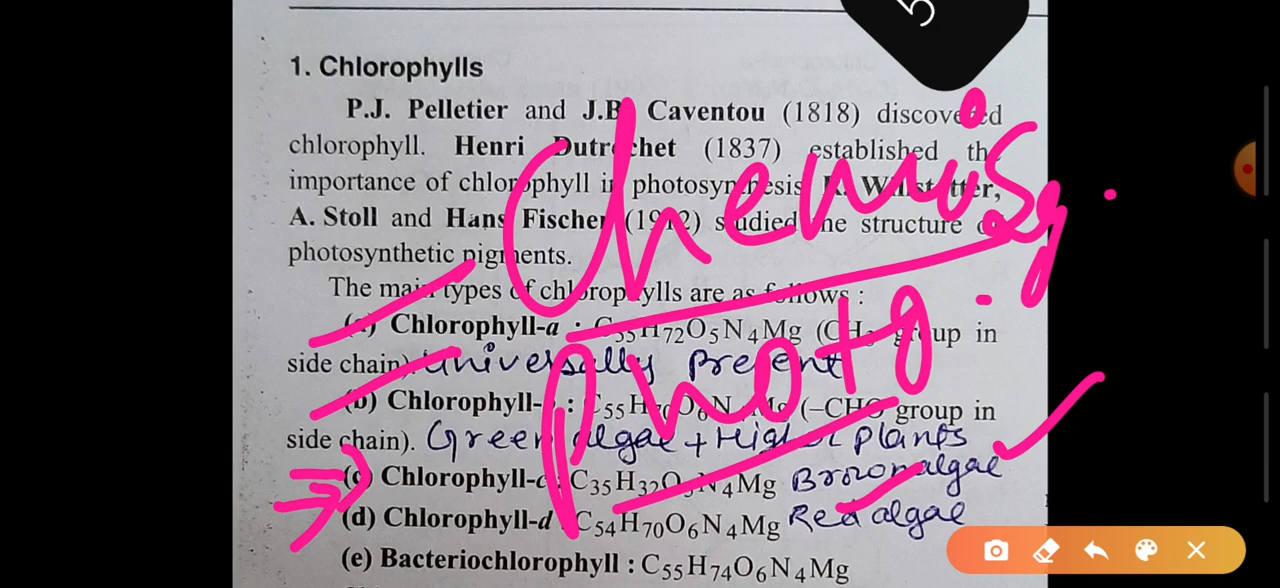 5
1. Chlorophylls
P.J. Pelletier and J.B. Caventou (1818) discovered
chlorophyll. Henri Dutrochet (1837) established the
importance of chlorophyll in photosynthesis. R. Willstatter,
A. Stoll and Hans Fischer (1912) studied the structure of
photosynthetic pigments.
The main types of chlorophylls are as follows :
(a) Chlorophyll-a : C55H72O5N4Mg (CH3 group in
side chain). Universally Present
(b) Chlorophyll- : C55H70O6N4Mg (–CHO group in
side chain). Green algae + Higher Plants
(c) Chlorophyll-c : C35H32O5N4Mg Brown algae
(d) Chlorophyll-d : C54H70O6N4Mg Red algae
(e) Bacteriochlorophyll : C55H74O6N4Mg
Photo